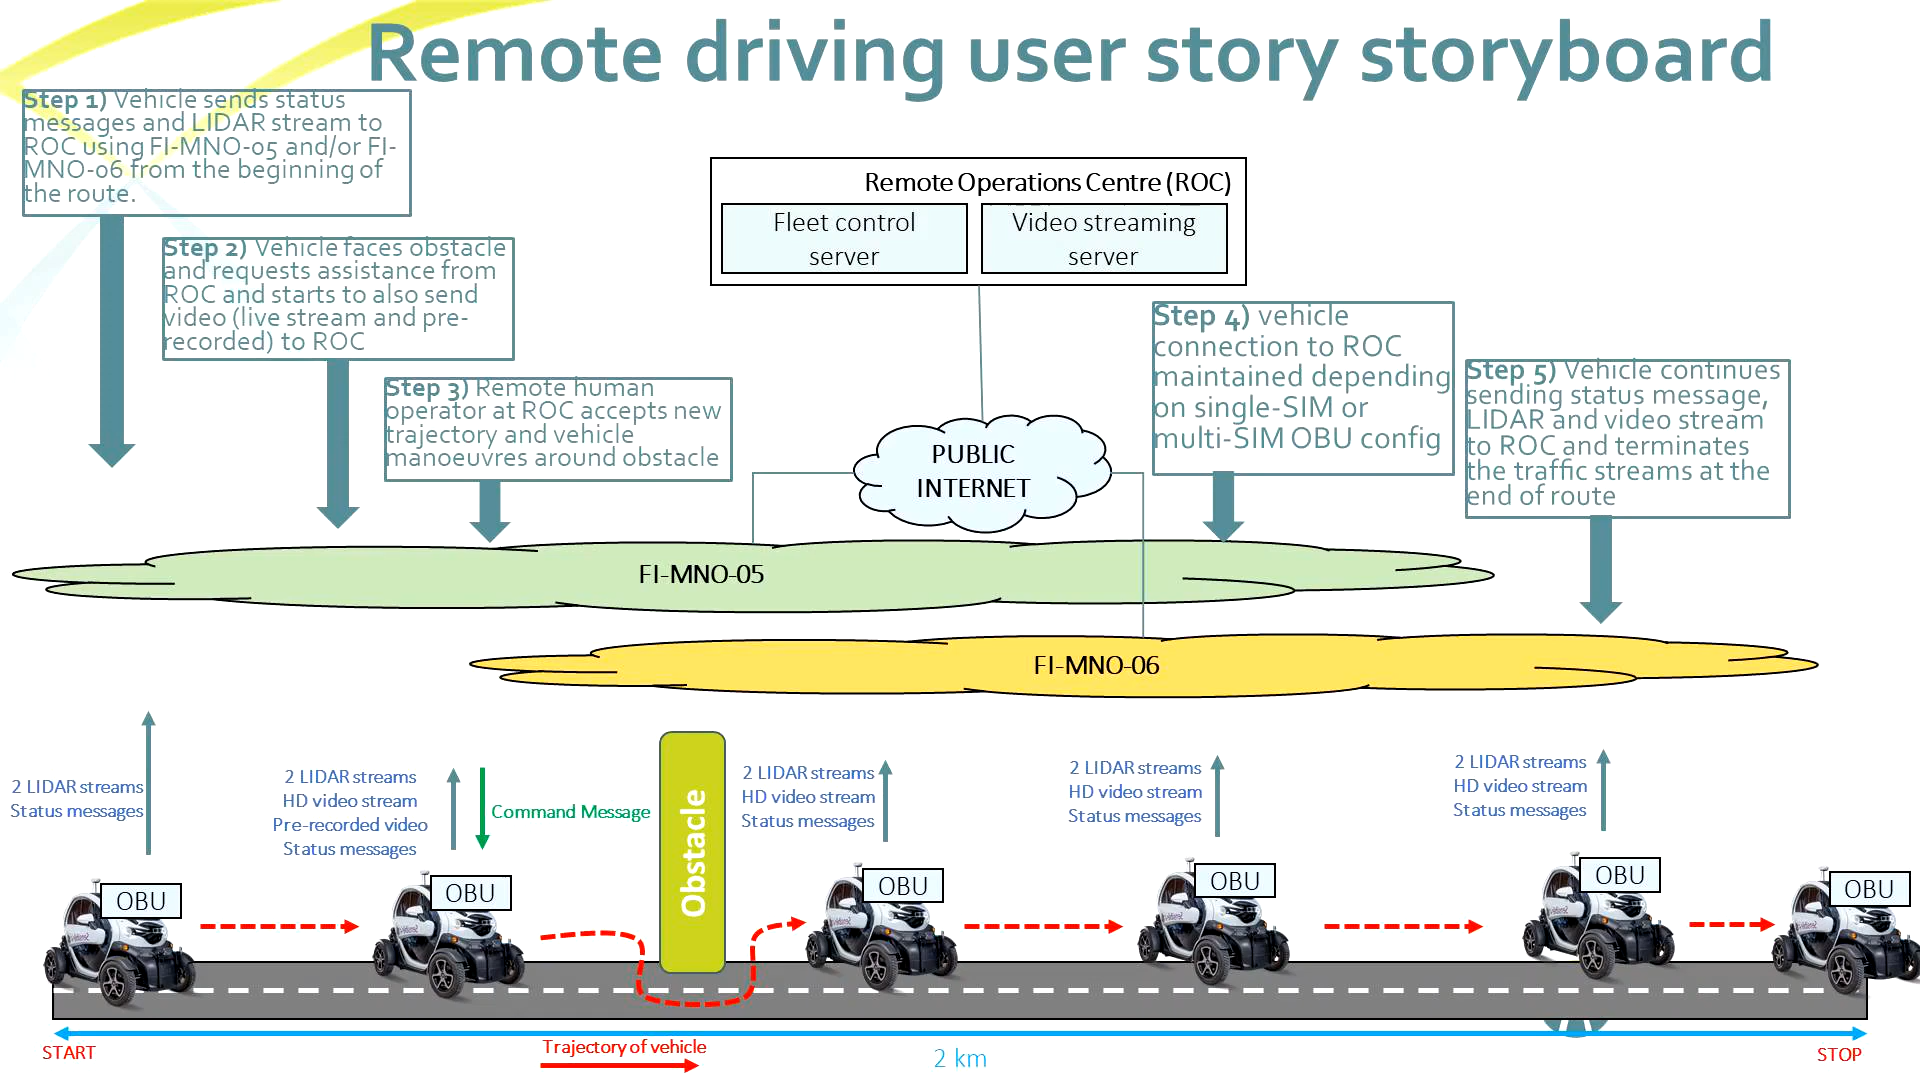 Remote driving user story storyboard
Step 1) Vehicle sends status
messages and LIDAR stream to
ROC using FI-MNO-05 and/or FI-
MNO-06 from the beginning of
the route.
Step 2) Vehicle faces obstacle
and requests assistance from
ROC and starts to also send
video (live stream and pre-
recorded) to ROC
Step 3) Remote human
operator at ROC accepts new
trajectory and vehicle
manoeuvres around obstacle
Remote Operations Centre (ROC)
Fleet control
server
Video streaming
server
PUBLIC
INTERNET
Step 4) vehicle
connection to ROC
maintained depending
on single-SIM or
multi-SIM OBU config
Step 5) Vehicle continues
sending status message,
LIDAR and video stream
to ROC and terminates
the traffic streams at the
end of route
FI-MNO-05
FI-MNO-06
2 LIDAR streams
Status messages
2 LIDAR streams
HD video stream
Pre-recorded video
Status messages
Command Message
Obstacle
2 LIDAR streams
HD video stream
Status messages
2 LIDAR streams
HD video stream
Status messages
2 LIDAR streams
HD video stream
Status messages
OBU
OBU
OBU
OBU
OBU
OBU
START
Trajectory of vehicle
2 km
STOP